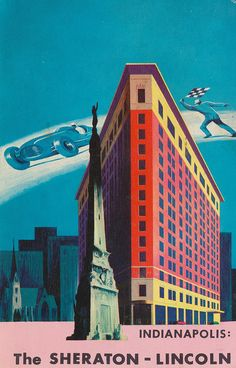 INDIANAPOLIS:
The SHERATON - LINCOLN